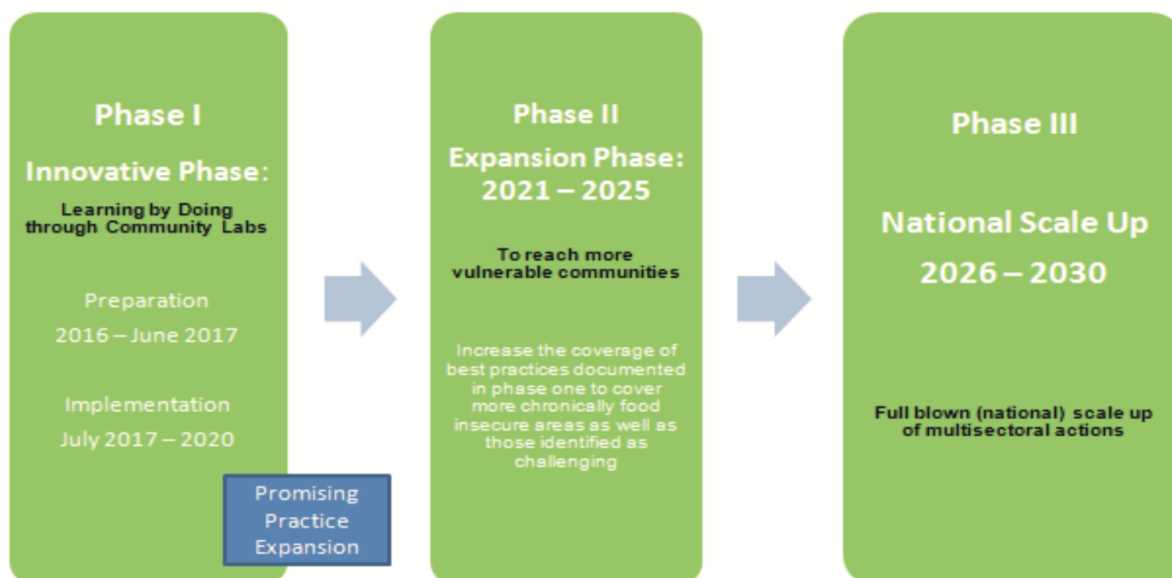 Phase I
Innovative Phase:
Learning by Doing
through Community Labs
Preparation
2016 – June 2017
Implementation
July 2017 – 2020
Promising
Practice
Expansion
Phase II
Expansion Phase:
2021 – 2025
To reach more
vulnerable communities
Increase the coverage of
best practices documented
in phase one to cover
more chronically food
insecure areas as well as
those identified as
challenging
Phase III
National Scale Up
2026 – 2030
Full blown (national) scale up
of multisectoral actions